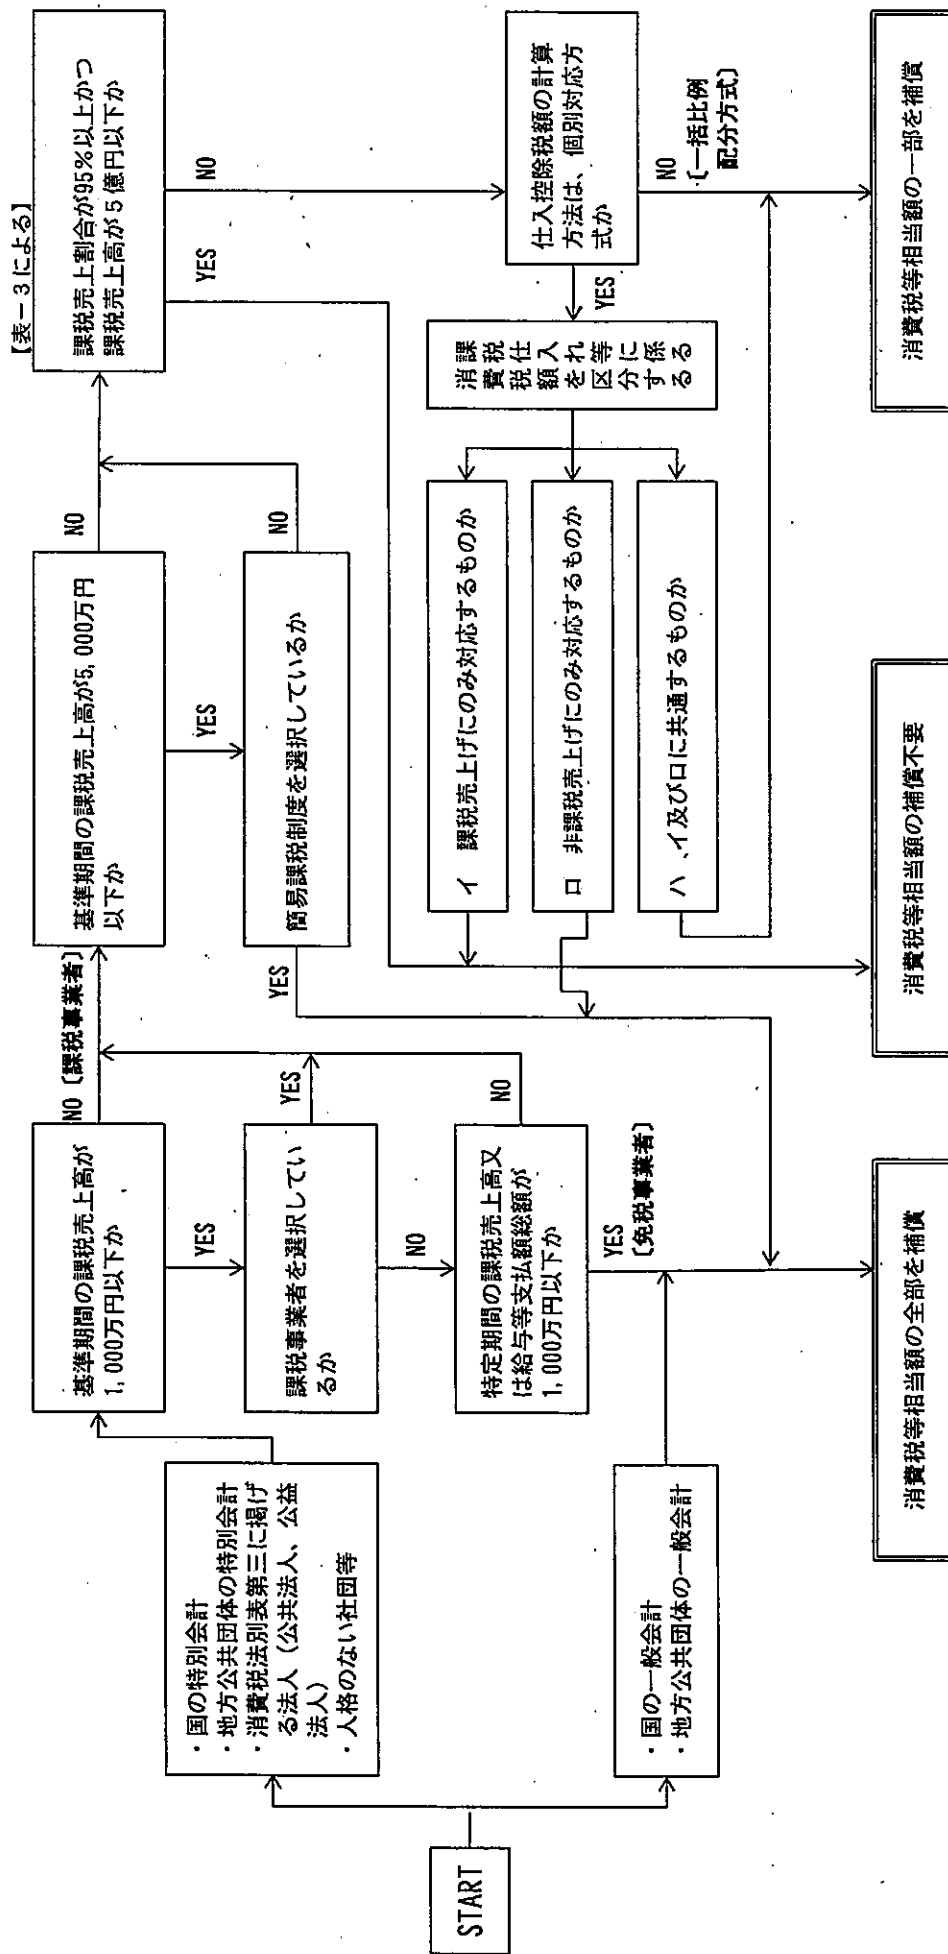 START
・国の特別会計
・地方公共団体の特別会計
・消費税法別表第三に掲げ
る法人（公共法人、公益
法人）
・人格のない社団等
・国の一般会計
・地方公共団体の一般会計
基準期間の課税売上高が
1,000万円以下か
NO〔課税事業者〕
YES
課税事業者を選択してい
るか
YES
NO
特定期間の課税売上高又
は給与等支払額総額が
1,000万円以下か
NO
YES
〔免税事業者〕
基準期間の課税売上高が5,000万円
以下か
NO
YES
簡易課税制度を選択しているか
NO
YES
【表－3による】
課税売上割合が95％以上かつ
課税売上高が5億円以下か
NO
YES
仕入控除税額の計算
方法は、個別対応方
式か
YES
NO
〔一括比例
配分方式〕
課税仕入れ等に係る
消費税額を区分する
イ　課税売上げにのみ対応するものか
ロ　非課税売上げにのみ対応するものか
ハ　、イ及びロに共通するものか
消費税等相当額の全部を補償
消費税等相当額の補償不要
消費税等相当額の一部を補償